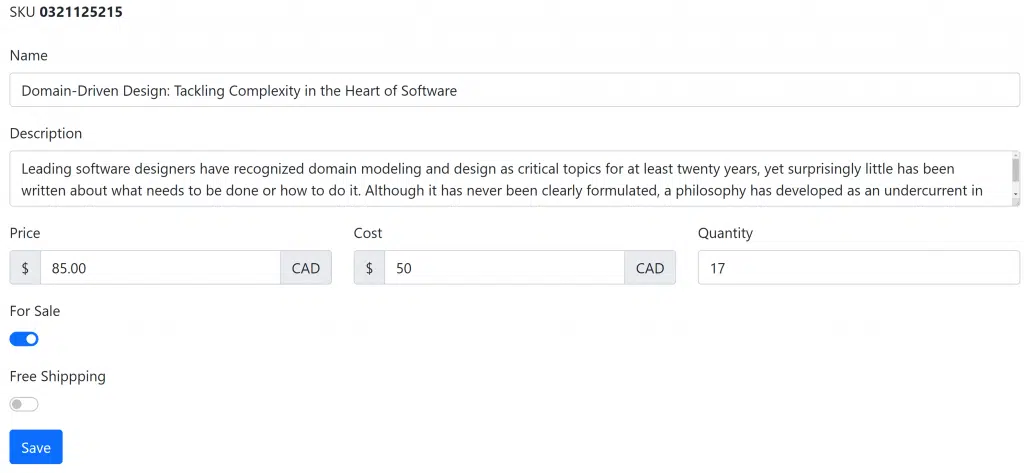 SKU 0321125215
Name
Domain-Driven Design: Tackling Complexity in the Heart of Software
Description
Leading software designers have recognized domain modeling and design as critical topics for at least twenty years, yet surprisingly little has been
written about what needs to be done or how to do it. Although it has never been clearly formulated, a philosophy has developed as an undercurrent in
Price Cost Quantity
$ 85.00 CAD $ 50 CAD 17
For Sale
Free Shippping
Save